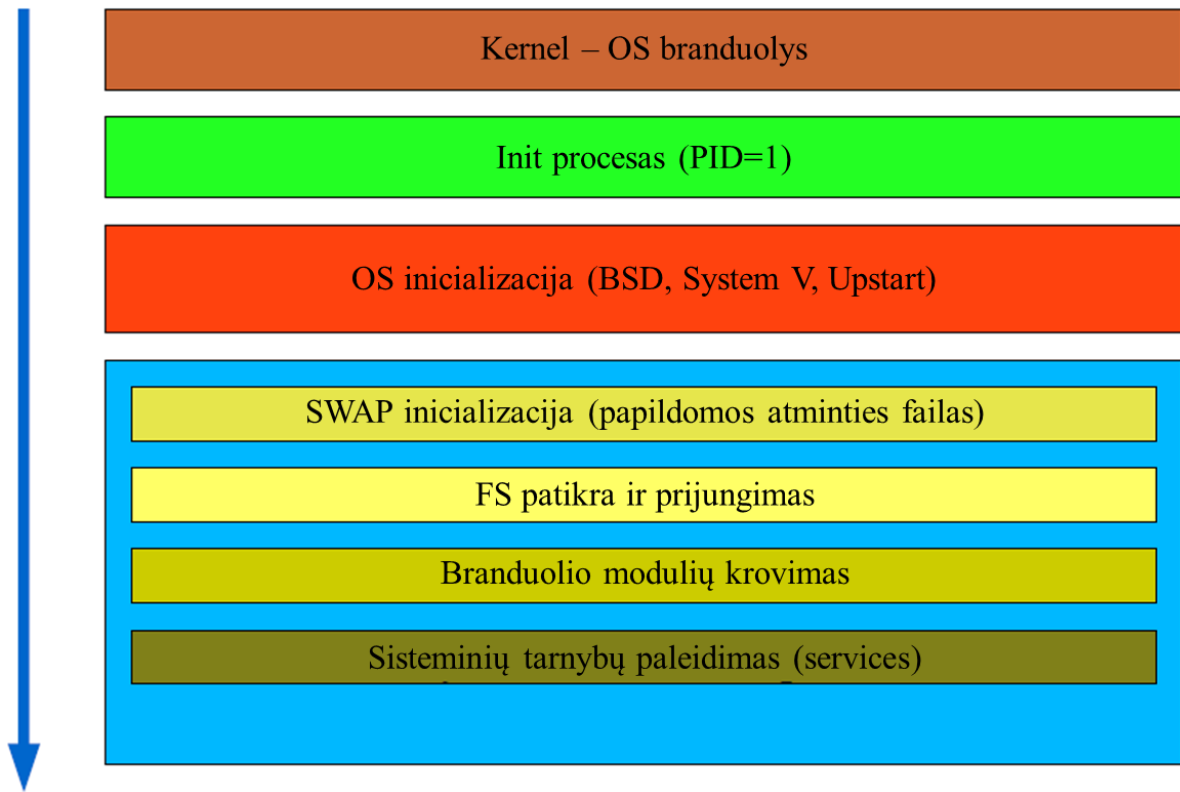 Kernel – OS branduolys
Init procesas (PID=1)
OS inicializacija (BSD, System V, Upstart)
SWAP inicializacija (papildomos atminties failas)
FS patikra ir prijungimas
Branduolio modulių krovimas
Sisteminių tarnybų paleidimas (services)